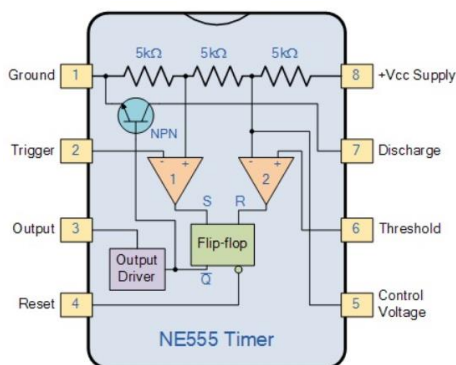 5kΩ 5kΩ 5kΩ
Ground 1 8 +Vcc Supply
NPN
Trigger 2 - + - + 7 Discharge
1 2
S R
Output 3 Flip-flop 6 Threshold
Output
Driver
Q̅
Reset 4 5 Control
Voltage
NE555 Timer